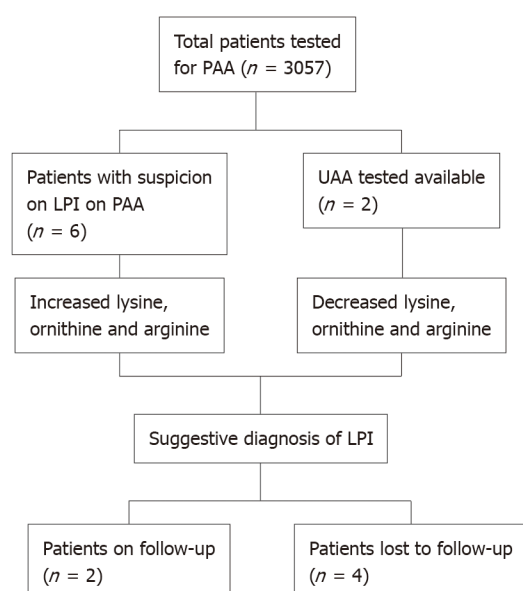 Total patients tested
for PAA (n = 3057)
Patients with suspicion
on LPI on PAA
(n = 6)
UAA tested available
(n = 2)
Increased lysine,
ornithine and arginine
Decreased lysine,
ornithine and arginine
Suggestive diagnosis of LPI
Patients on follow-up
(n = 2)
Patients lost to follow-up
(n = 4)